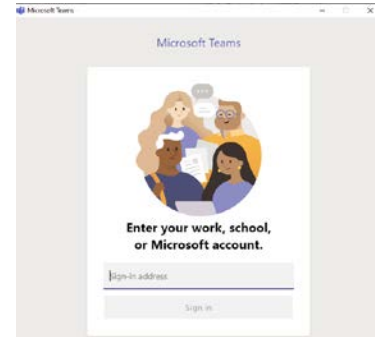 Microsoft Teams
Microsoft Teams
Enter your work, school,
or Microsoft account.
Sign-in address
Sign in